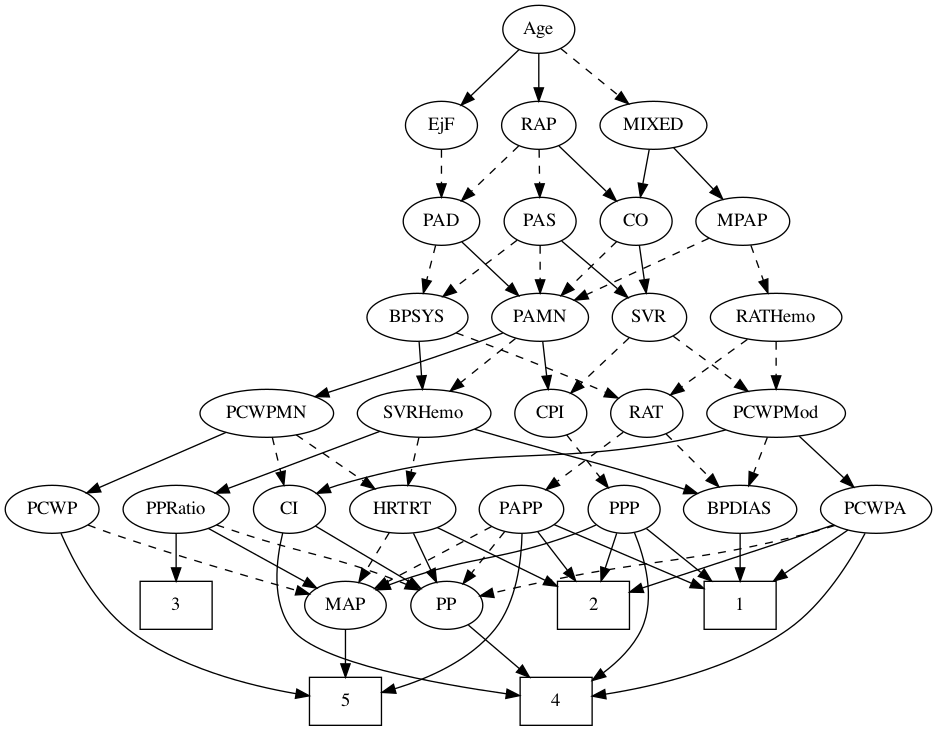 Age
EjF
RAP
MIXED
PAD
PAS
CO
MPAP
BPSYS
PAMN
SVR
RATHemo
PCWPMN
SVRHemo
CPI
RAT
PCWPMod
PCWP
PPRatio
CI
HRTRT
PAPP
PPP
BPDIAS
PCWPA
3
MAP
PP
2
1
5
4